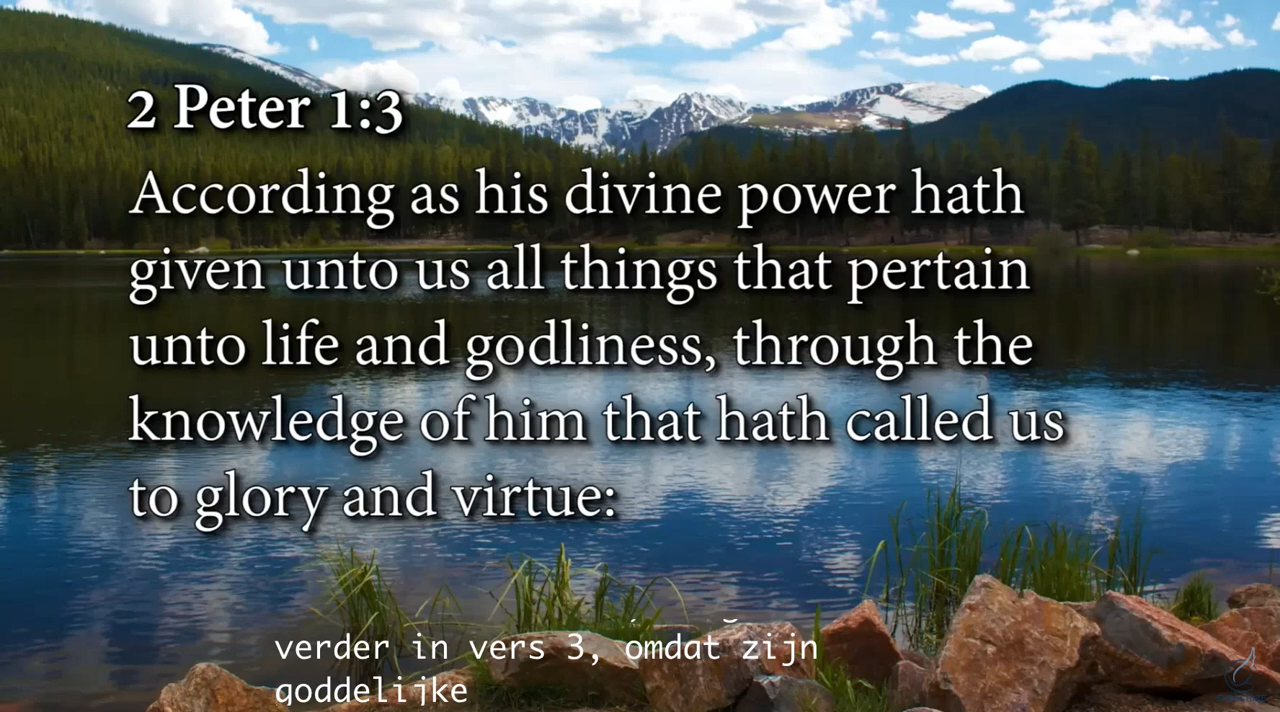 2 Peter 1:3
According as his divine power hath
given unto us all things that pertain
unto life and godliness, through the
knowledge of him that hath called us
to glory and virtue:
verder in vers 3, omdat zijn
goddelijke